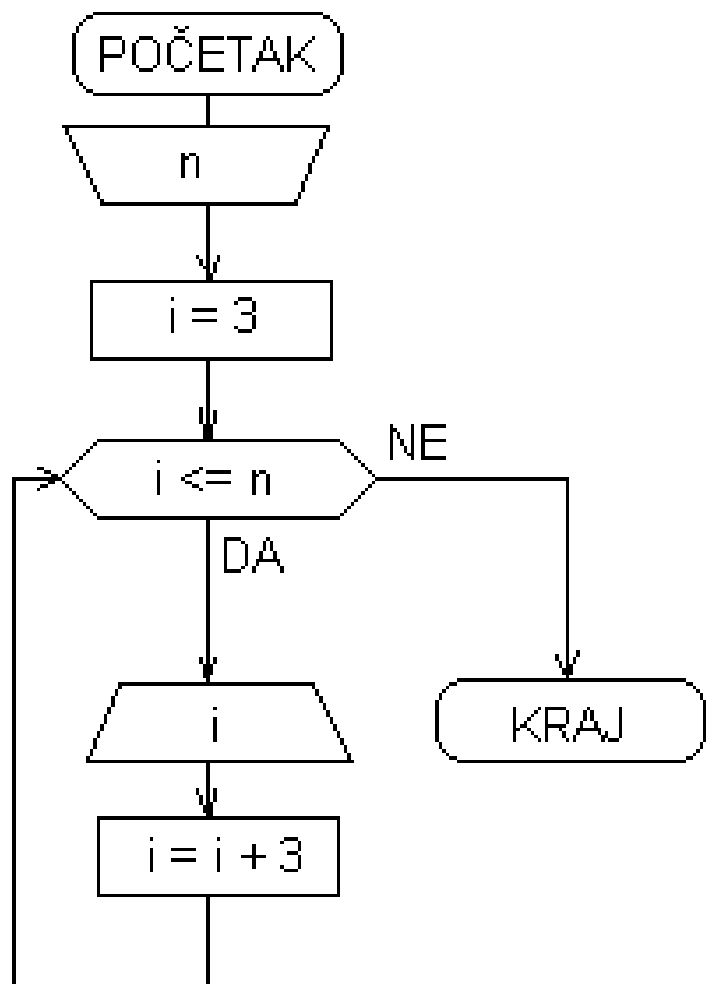 POČETAK
n
i = 3
i <= n
NE
DA
i
KRAJ
i = i + 3